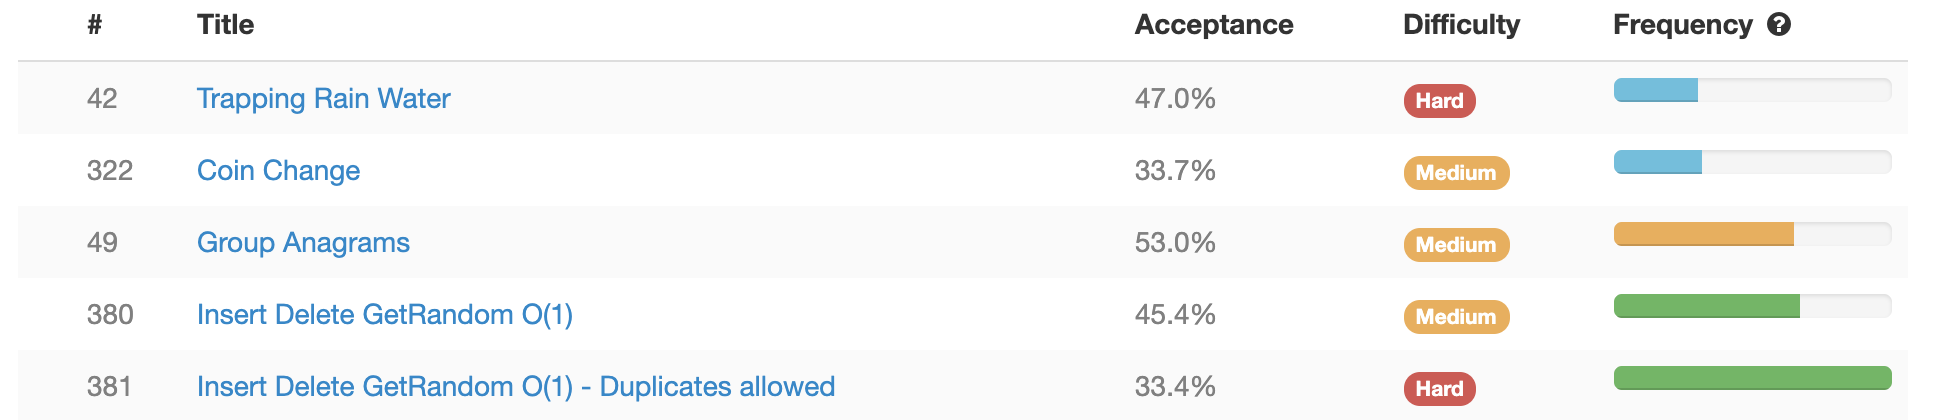 # Title Acceptance Difficulty Frequency ?
42 Trapping Rain Water 47.0% Hard
322 Coin Change 33.7% Medium
49 Group Anagrams 53.0% Medium
380 Insert Delete GetRandom O(1) 45.4% Medium
381 Insert Delete GetRandom O(1) - Duplicates allowed 33.4% Hard